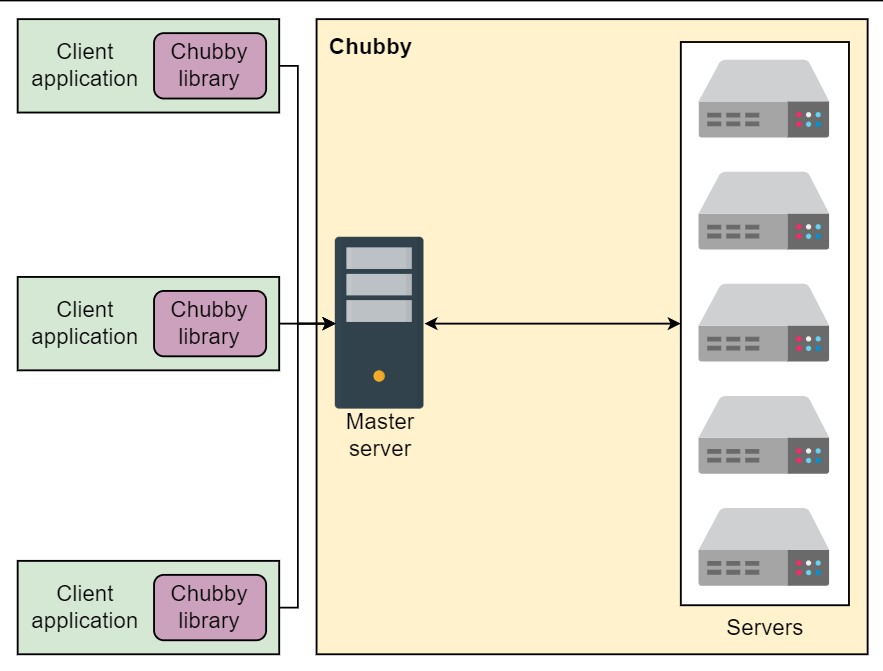 Client
application
Chubby
library
Chubby
Client
application
Chubby
library
Master
server
Client
application
Chubby
library
Servers